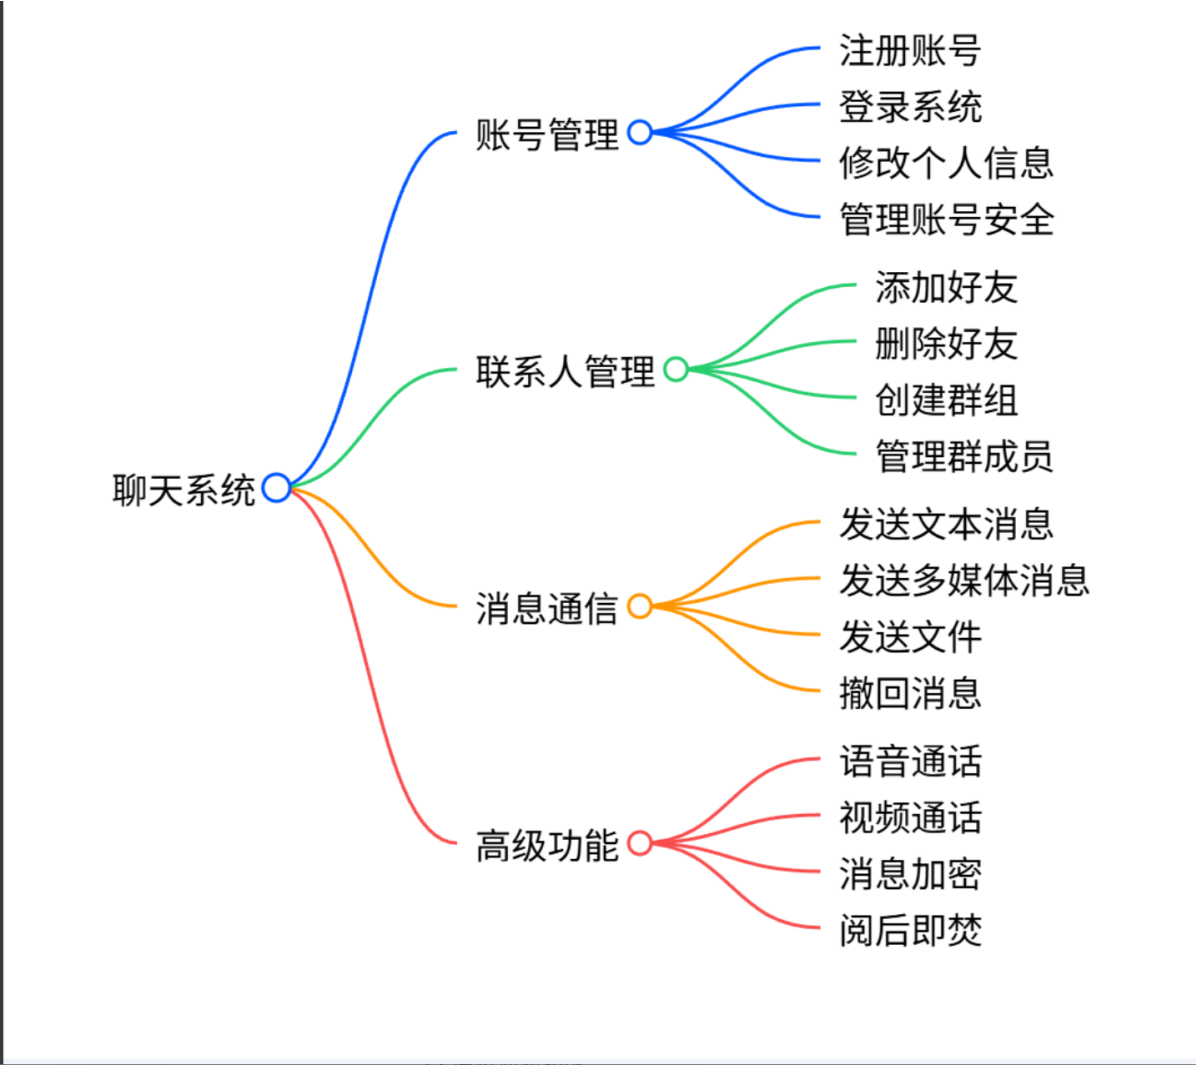 聊天系统
账号管理
注册账号
登录系统
修改个人信息
管理账号安全
联系人管理
添加好友
删除好友
创建群组
管理群成员
消息通信
发送文本消息
发送多媒体消息
发送文件
撤回消息
高级功能
语音通话
视频通话
消息加密
阅后即焚